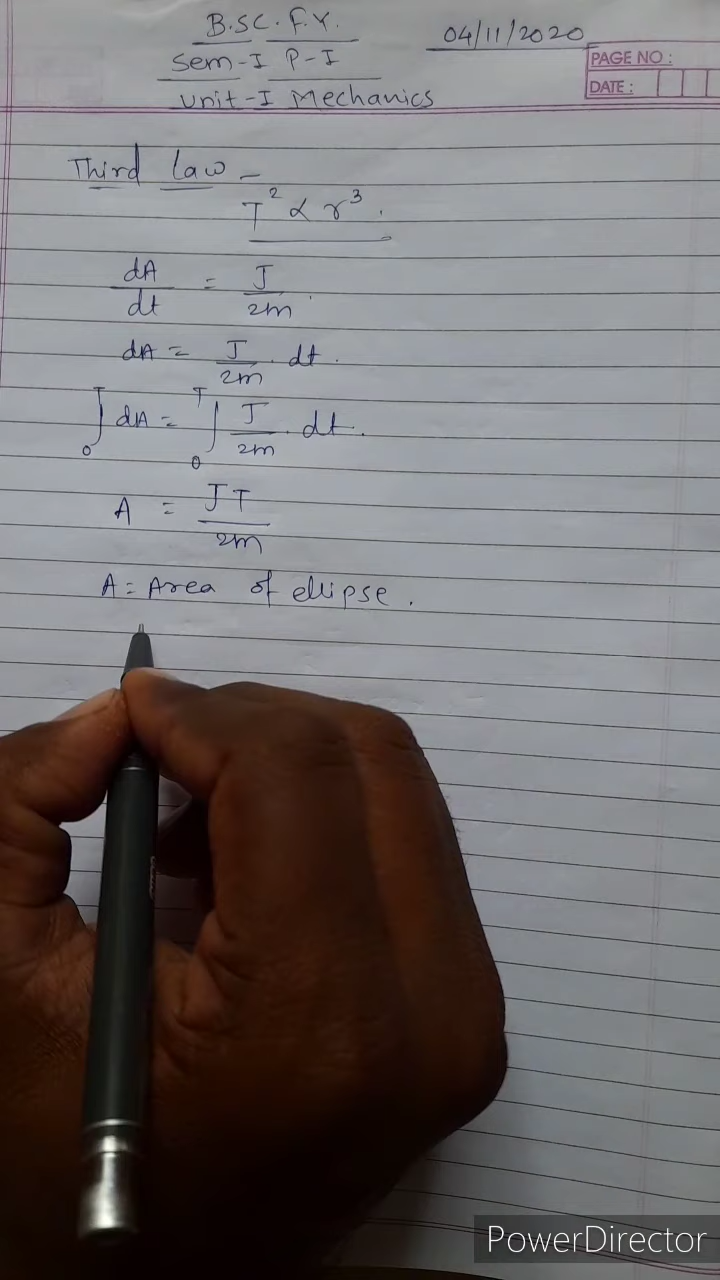 B.SC. F.Y. 04/11/2020
Sem-I P-I
PAGE NO :
DATE :
Unit-I Mechanics
Third Law -
T² ∝ r³.
dA/dt = J/2m.
dA = J/2m . dt.
∫₀ᵀ dA = ∫₀ᵀ J/2m . dt.
A = JT/2m
A = Area of ellipse.
PowerDirector